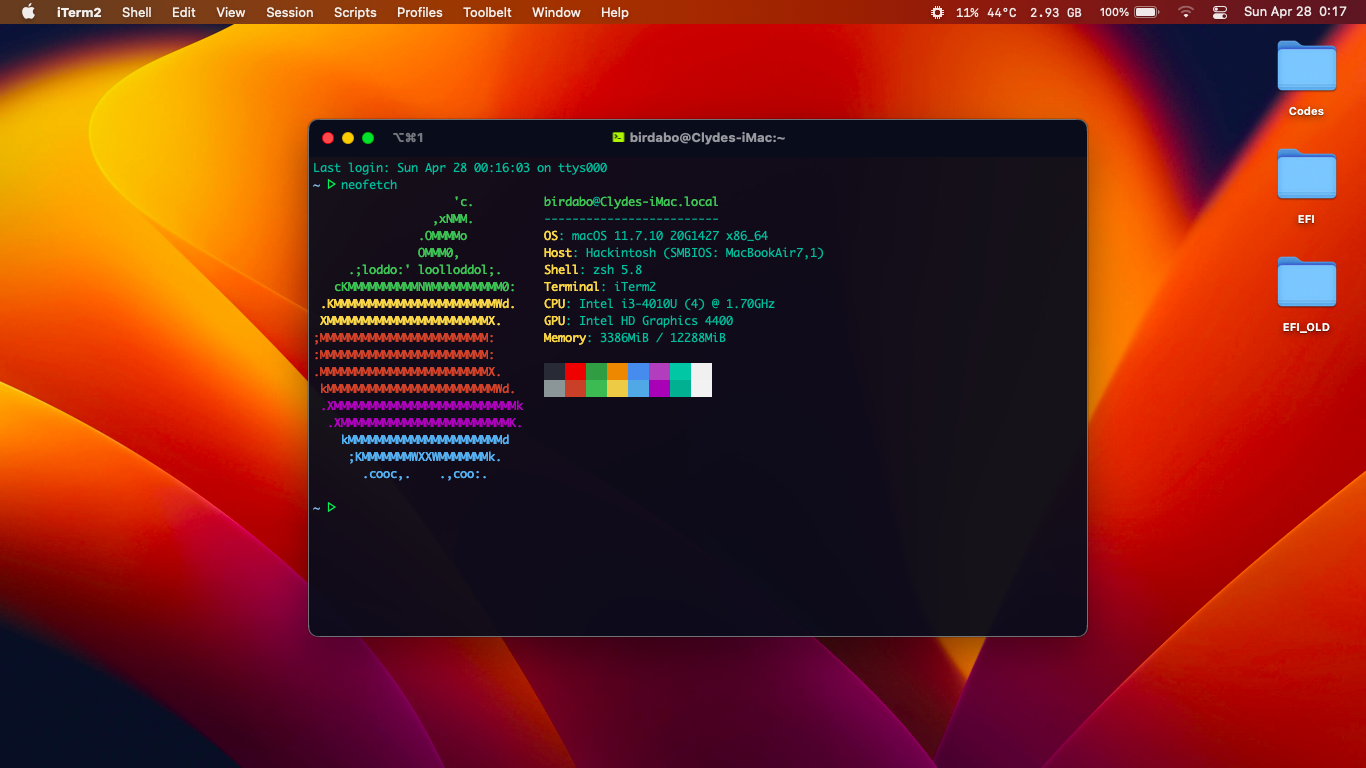 iTerm2 Shell Edit View Session Scripts Profiles Toolbelt Window Help 11% 44°C 2.93 GB 100% Sun Apr 28 0:17
Codes
EFI
EFI_OLD
⌥⌘1 birdabo@Clydes-iMac:~
Last login: Sun Apr 28 00:16:03 on ttys000
~ ▷ neofetch
'c. birdabo@Clydes-iMac.local
,xNMM. -------------------------
.OMMMMo OS: macOS 11.7.10 20G1427 x86_64
OMMM0, Host: Hackintosh (SMBIOS: MacBookAir7,1)
.;loddo:' loolloddol;. Shell: zsh 5.8
cKMMMMMMMMMMNWMMMMMMMMMM0: Terminal: iTerm2
.KMMMMMMMMMMMMMMMMMMMMMMMWd. CPU: Intel i3-4010U (4) @ 1.70GHz
XMMMMMMMMMMMMMMMMMMMMMMMX. GPU: Intel HD Graphics 4400
;MMMMMMMMMMMMMMMMMMMMMMMM: Memory: 3386MiB / 12288MiB
:MMMMMMMMMMMMMMMMMMMMMMMM:
.MMMMMMMMMMMMMMMMMMMMMMMMX.
kMMMMMMMMMMMMMMMMMMMMMMMMWd.
.XMMMMMMMMMMMMMMMMMMMMMMMMMMk
.XMMMMMMMMMMMMMMMMMMMMMMMMK.
kMMMMMMMMMMMMMMMMMMMMMMd
;KMMMMMMMWXXWMMMMMMMk.
.cooc,. .,coo:.
~ ▷